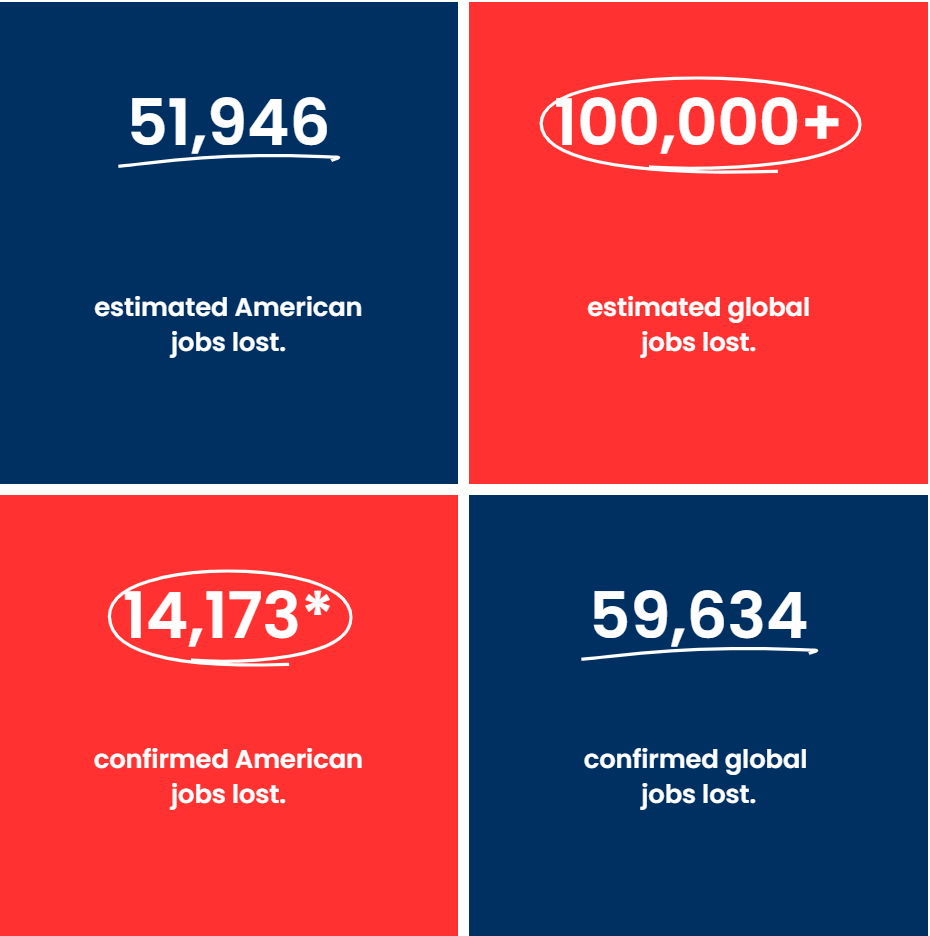 51,946
estimated American
jobs lost.
100,000+
estimated global
jobs lost.
14,173*
confirmed American
jobs lost.
59,634
confirmed global
jobs lost.